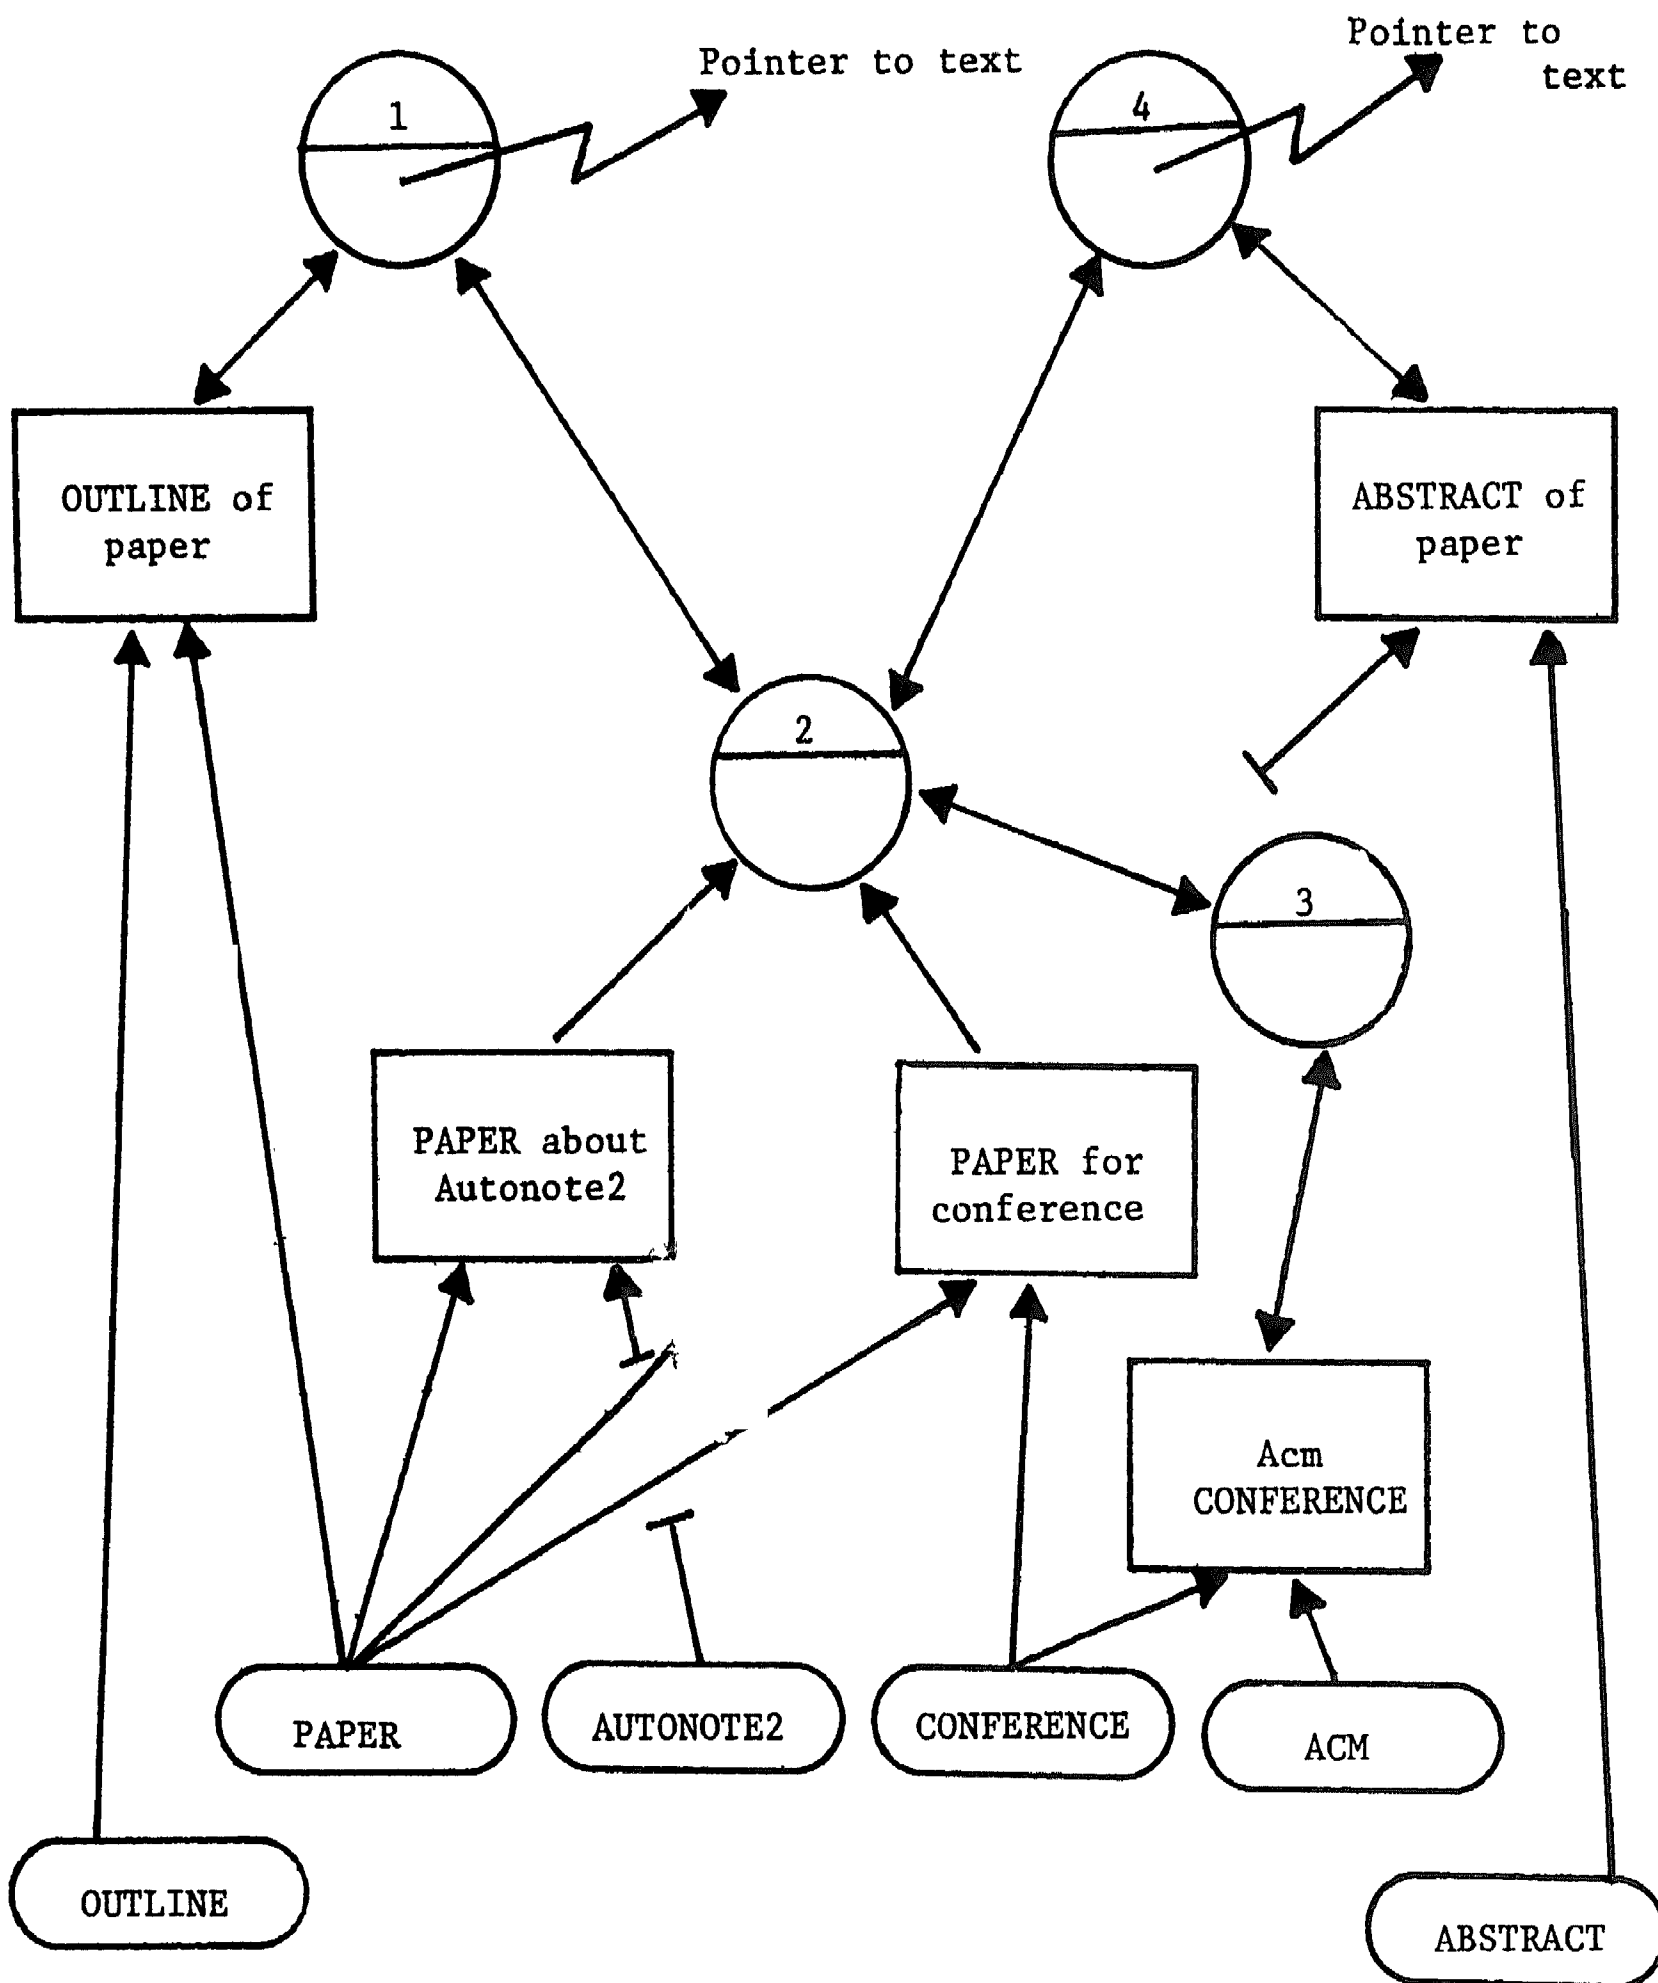 Pointer to text
Pointer to
text
1
4
OUTLINE of
paper
ABSTRACT of
paper
2
3
PAPER about
Autonote2
PAPER for
conference
Acm
CONFERENCE
PAPER
AUTONOTE2
CONFERENCE
ACM
OUTLINE
ABSTRACT